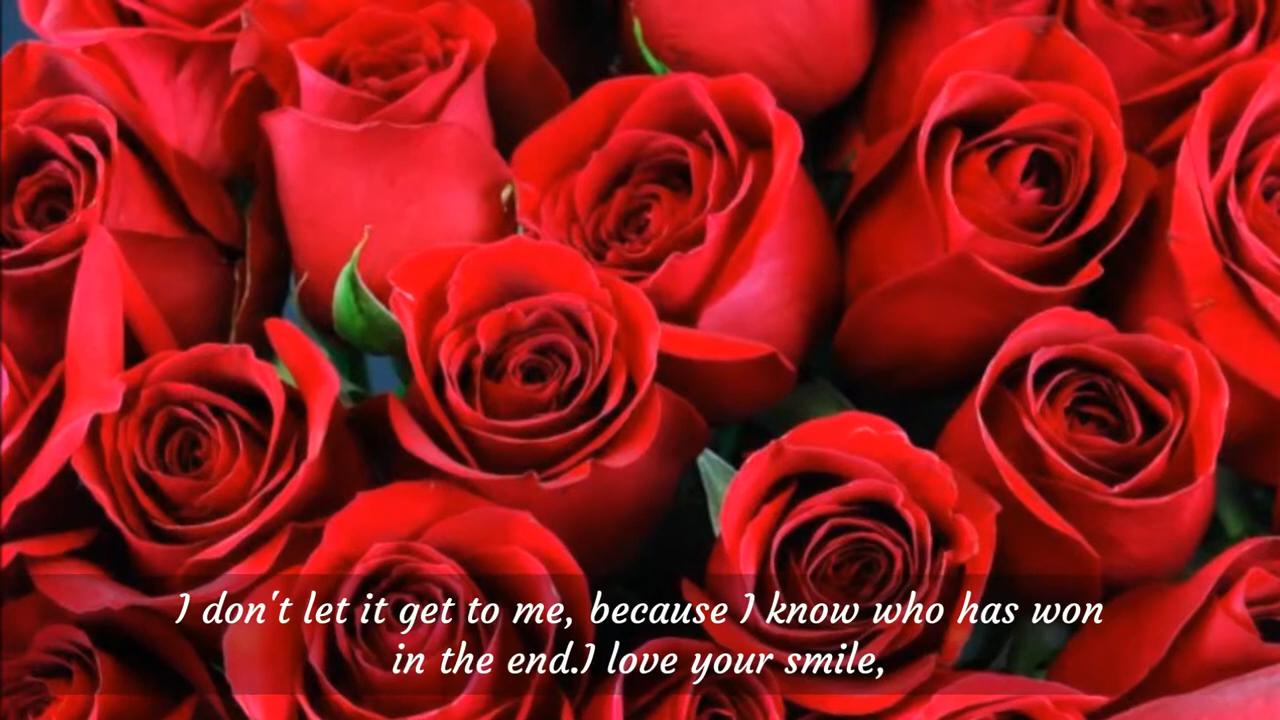 I don't let it get to me, because I know who has won
in the end.I love your smile,